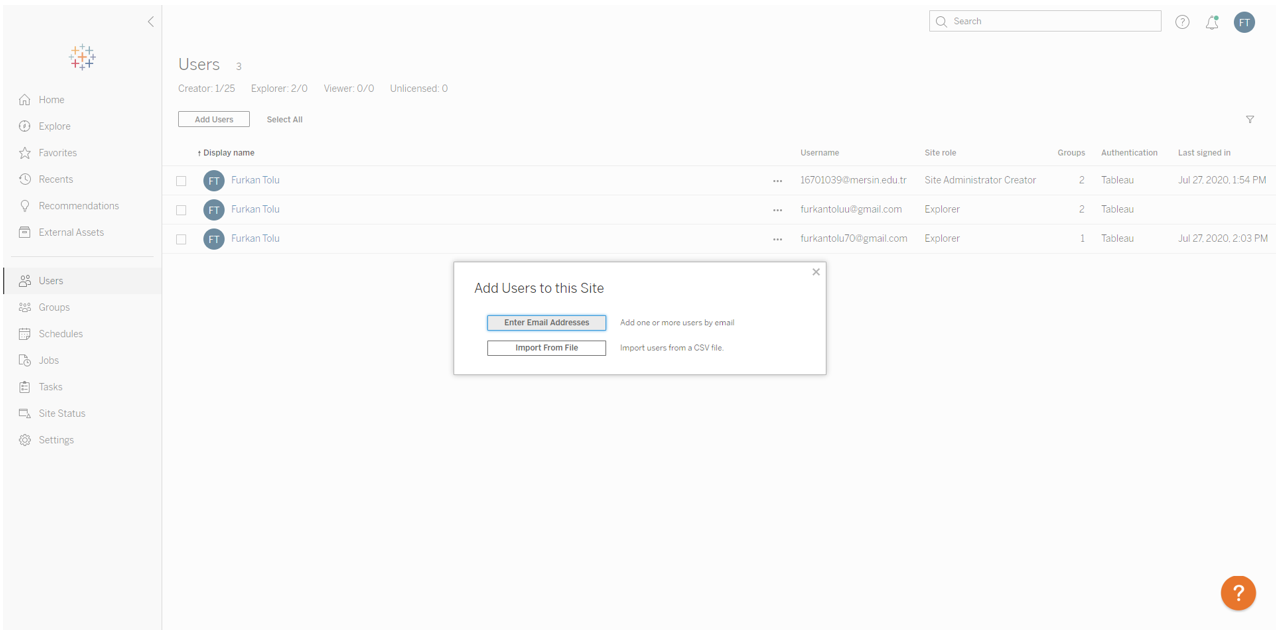 Search
FT
Users 3
Creator: 1/25 Explorer: 2/0 Viewer: 0/0 Unlicensed: 0
Add Users Select All
Home
Explore
Favorites
Recents
Recommendations
External Assets
Users
Groups
Schedules
Jobs
Tasks
Site Status
Settings
↑ Display name Username Site role Groups Authentication Last signed in
FT Furkan Tolu ••• 16701039@mersin.edu.tr Site Administrator Creator 2 Tableau Jul 27, 2020, 1:54 PM
FT Furkan Tolu ••• furkantoluu@gmail.com Explorer 2 Tableau
FT Furkan Tolu ••• furkantolu70@gmail.com Explorer 1 Tableau Jul 27, 2020, 2:03 PM
Add Users to this Site
Enter Email Addresses Add one or more users by email
Import From File Import users from a CSV file.
?